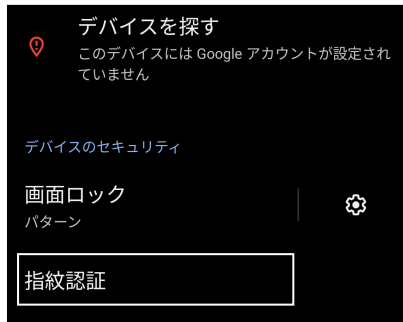 デバイスを探す
このデバイスには Google アカウントが設定され
ていません
デバイスのセキュリティ
画面ロック
パターン
指紋認証